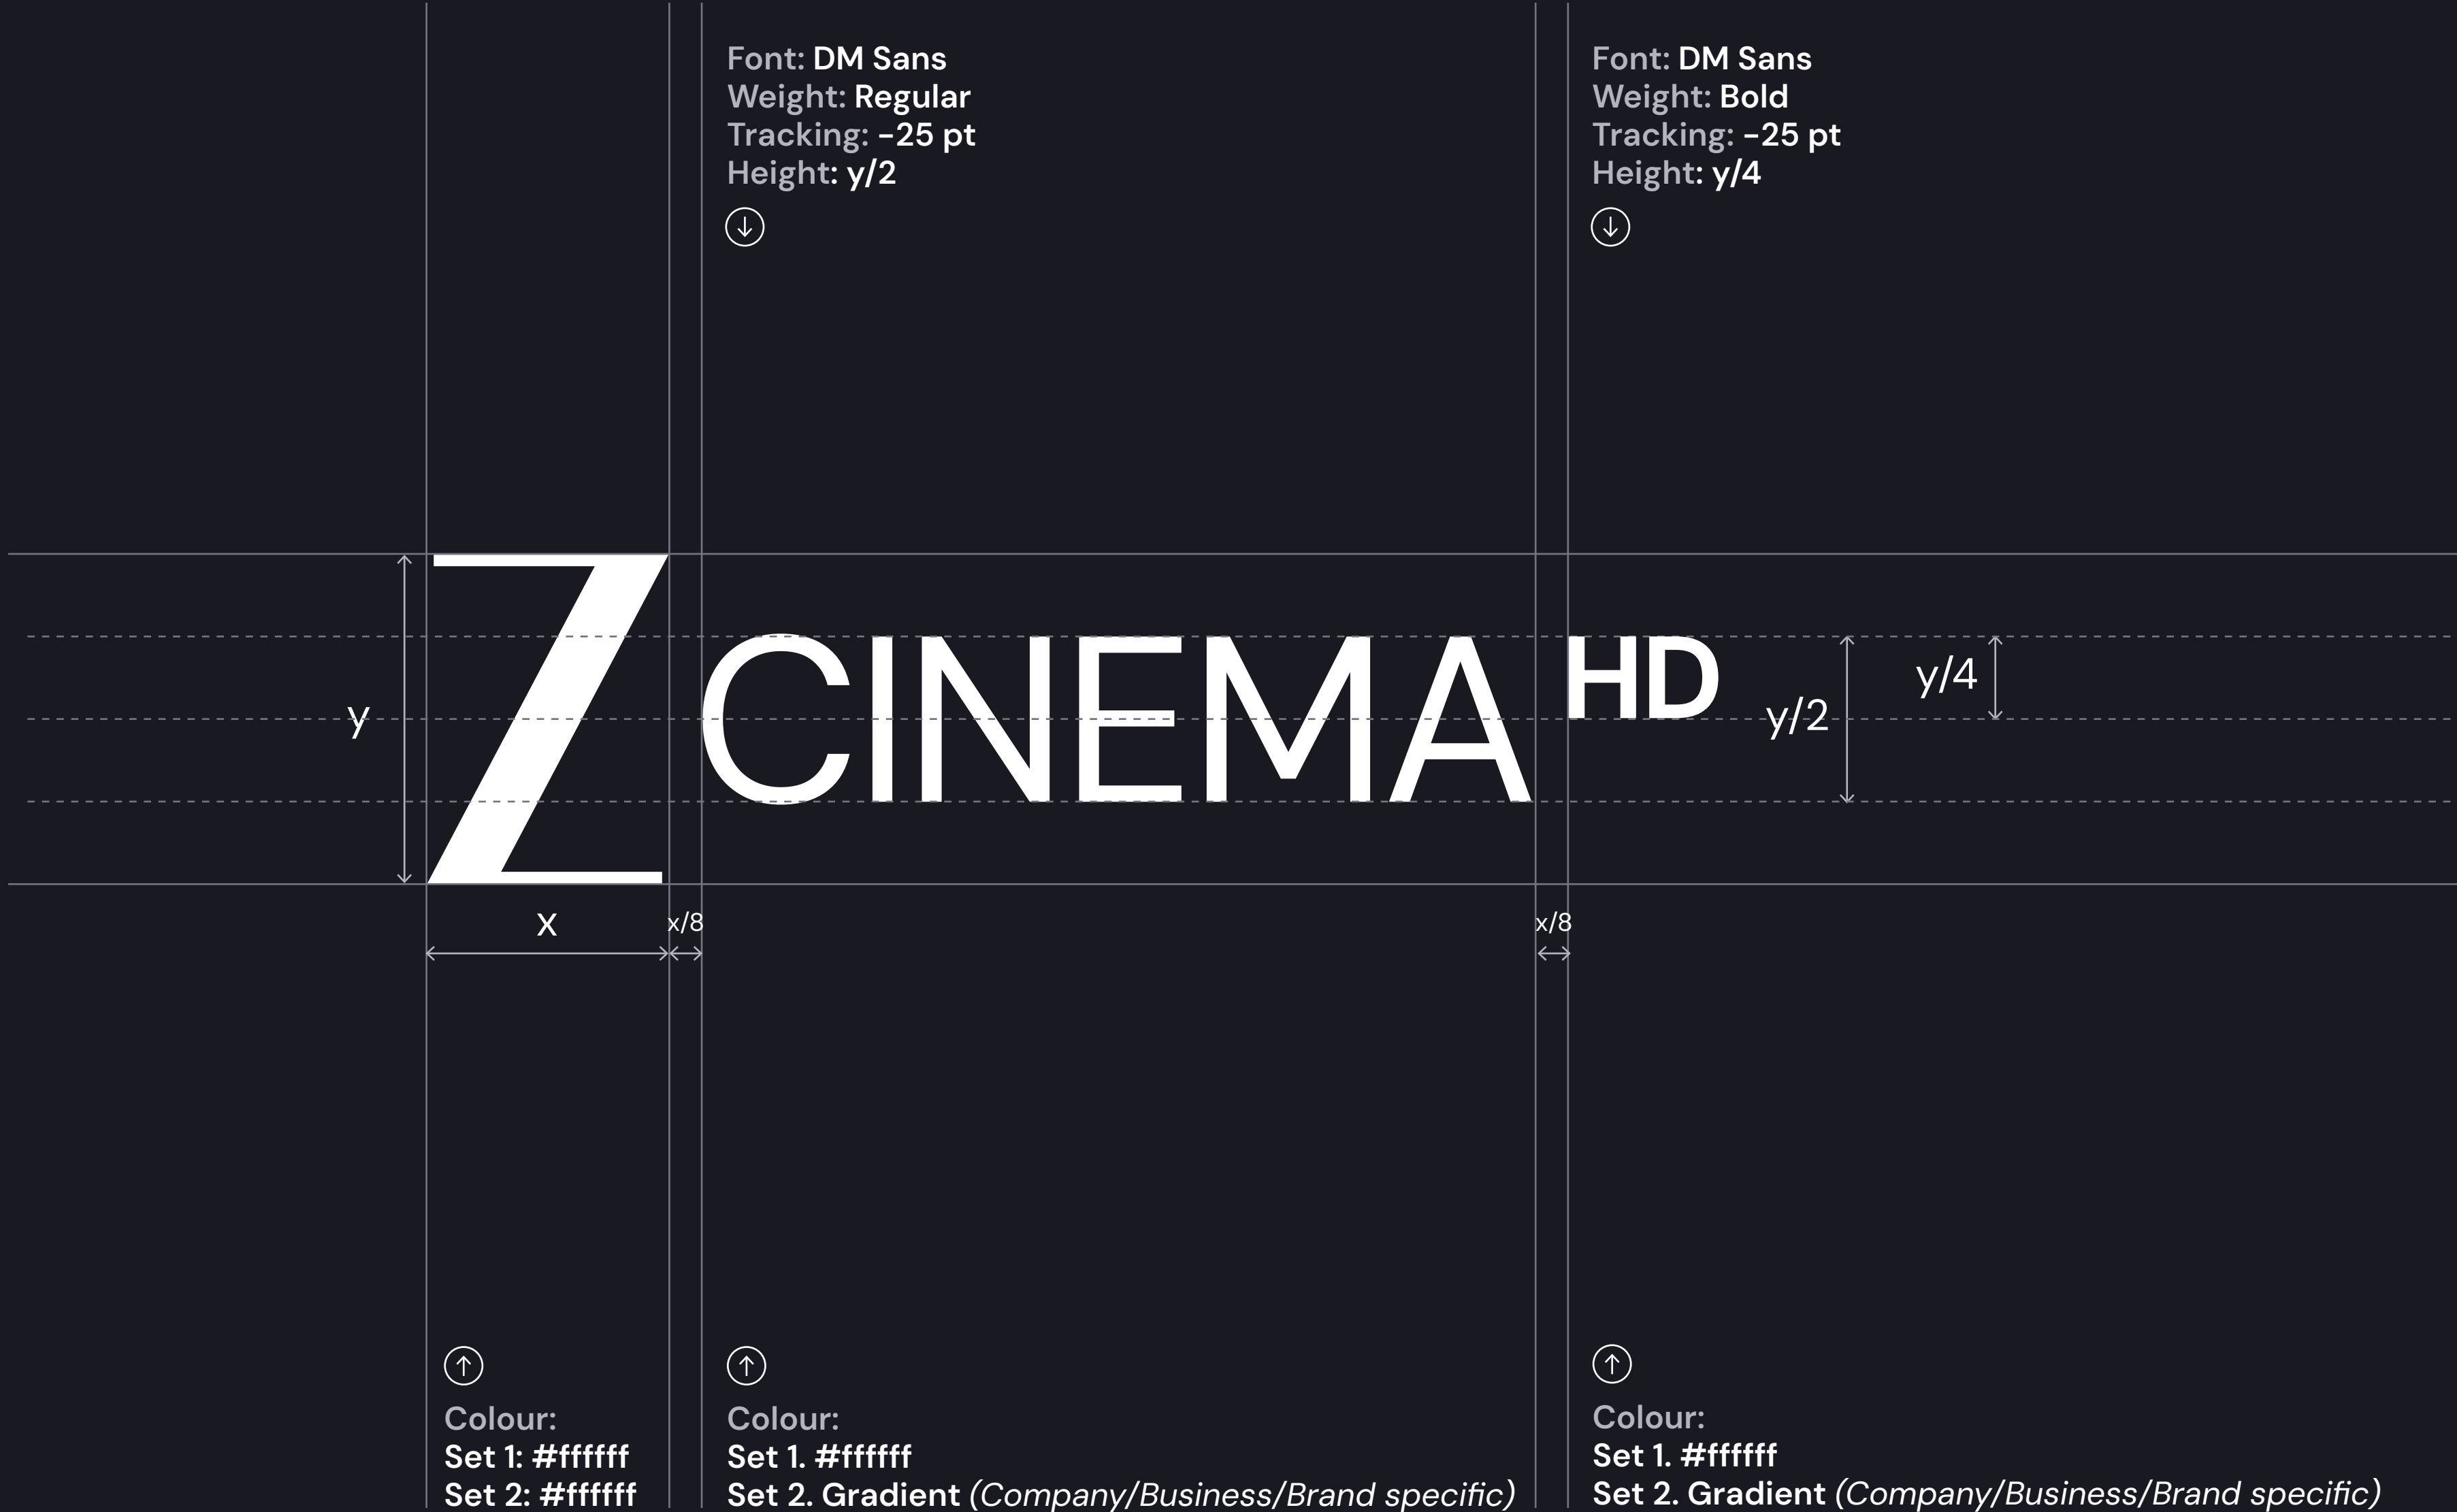 Font: DM Sans
Weight: Regular
Tracking: -25 pt
Height: y/2
Font: DM Sans
Weight: Bold
Tracking: -25 pt
Height: y/4
y
Z CINEMA HD
y/2
y/4
x
x/8
x/8
Colour:
Set 1: #ffffff
Set 2: #ffffff
Colour:
Set 1. #ffffff
Set 2. Gradient (Company/Business/Brand specific)
Colour:
Set 1. #ffffff
Set 2. Gradient (Company/Business/Brand specific)